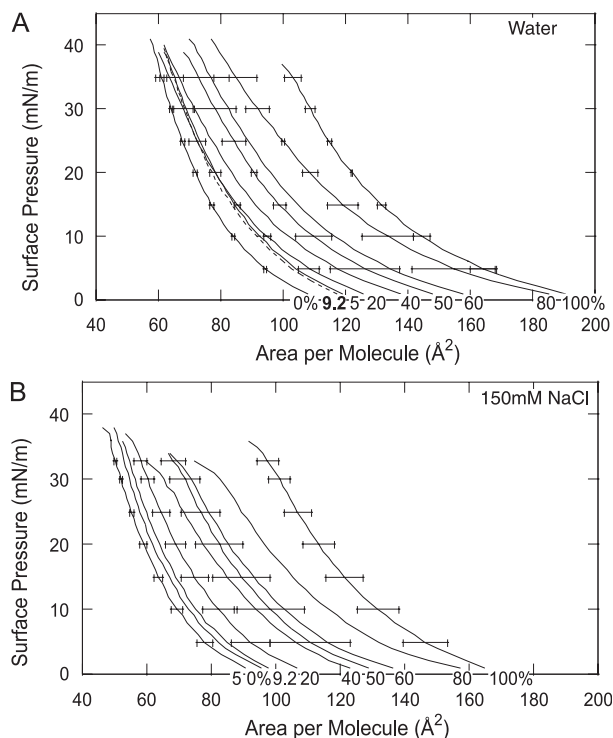 A
Water
Surface Pressure (mN/m)
40
30
20
10
0
0% 9.2 5 20 40 50 60 80 100%
40 60 80 100 120 140 160 180 200
Area per Molecule (Å²)
B
150mM NaCl
Surface Pressure (mN/m)
40
30
20
10
0
5 0% 9.2 20 40 50 60 80 100%
40 60 80 100 120 140 160 180 200
Area per Molecule (Å²)